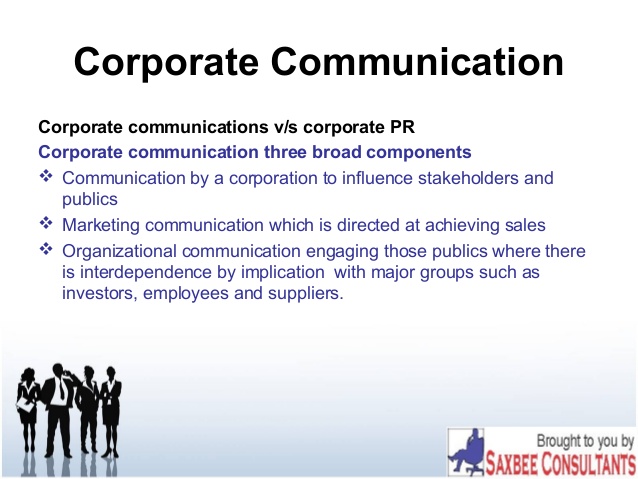 Corporate Communication
Corporate communications v/s corporate PR
Corporate communication three broad components
❖ Communication by a corporation to influence stakeholders and
publics
❖ Marketing communication which is directed at achieving sales
❖ Organizational communication engaging those publics where there
is interdependence by implication with major groups such as
investors, employees and suppliers.
Brought to you by
SAXBEE CONSULTANTS